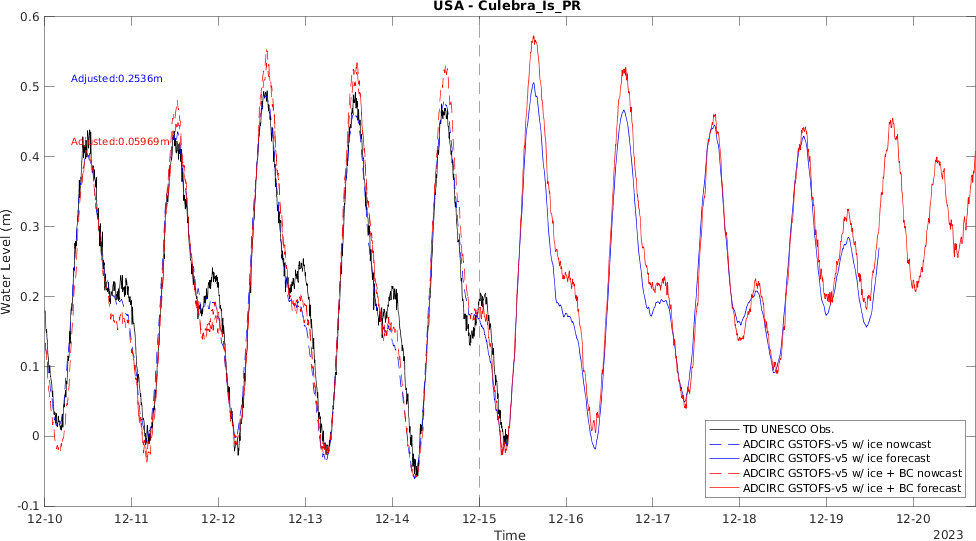 USA - Culebra_Is_PR
0.6
0.5
0.4
0.3
0.2
0.1
0
-0.1
Water Level (m)
Adjusted:0.2536m
Adjusted:0.05969m
TD UNESCO Obs.
ADCIRC GSTOFS-v5 w/ ice nowcast
ADCIRC GSTOFS-v5 w/ ice forecast
ADCIRC GSTOFS-v5 w/ ice + BC nowcast
ADCIRC GSTOFS-v5 w/ ice + BC forecast
12-10 12-11 12-12 12-13 12-14 12-15 12-16 12-17 12-18 12-19 12-20
Time
2023